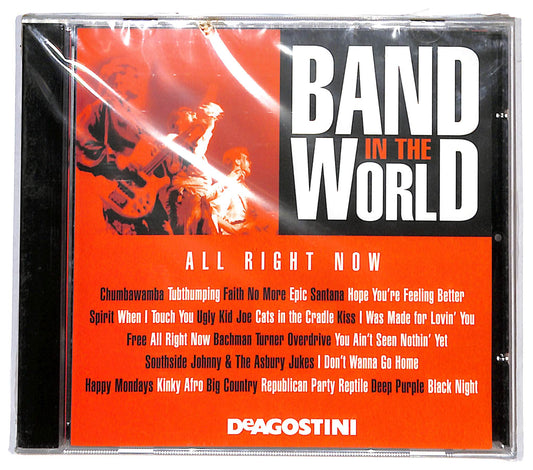 BAND
IN THE
WORLD
ALL RIGHT NOW
Chumbawamba Tubthumping Faith No More Epic Santana Hope You're Feeling Better
Spirit When I Touch You Ugly Kid Joe Cats in the Cradle Kiss I Was Made for Lovin' You
Free All Right Now Bachman Turner Overdrive You Ain't Seen Nothin' Yet
Southside Johnny & The Asbury Jukes I Don't Wanna Go Home
Happy Mondays Kinky Afro Big Country Republican Party Reptile Deep Purple Black Night
DeAGOSTINI